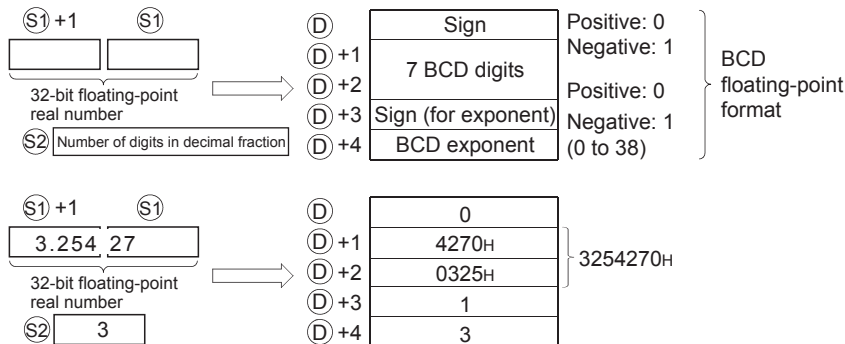 S1 +1 S1
32-bit floating-point
real number
S2 Number of digits in decimal fraction
D Sign
D +1
7 BCD digits
D +2
D +3 Sign (for exponent)
D +4 BCD exponent
Positive: 0
Negative: 1
Positive: 0
Negative: 1
(0 to 38)
BCD
floating-point
format
S1 +1 S1
3.254 27
32-bit floating-point
real number
S2 3
D 0
D +1 4270H
D +2 0325H
D +3 1
D +4 3
3254270H